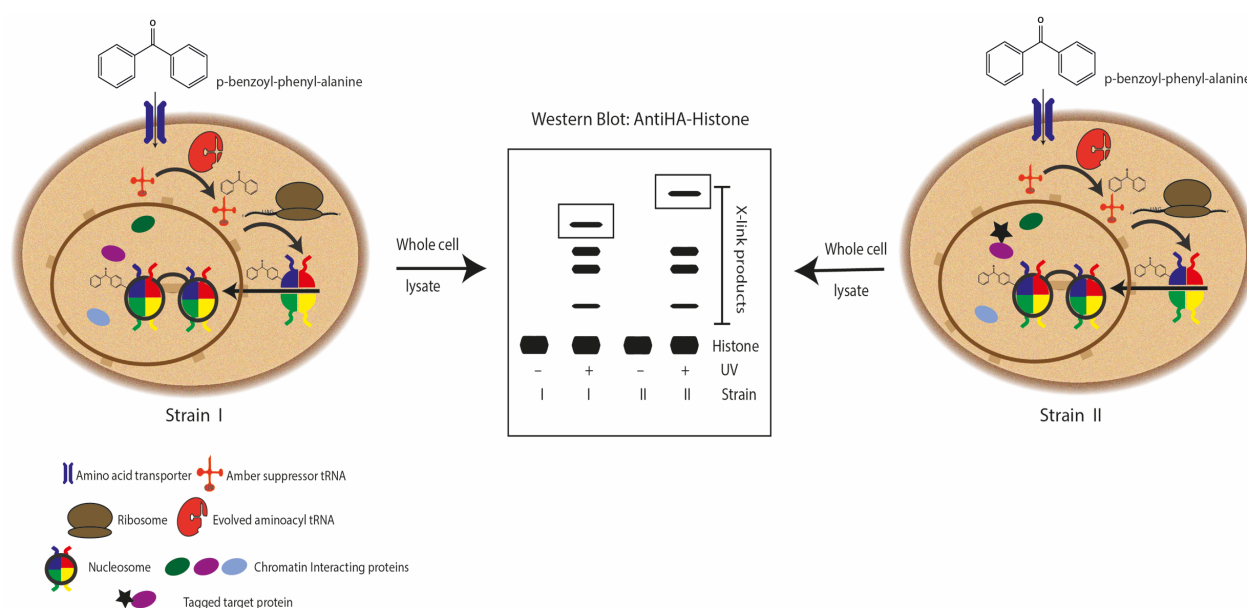 O
p-benzoyl-phenyl-alanine
UAG
Strain I
Whole cell
lysate
Western Blot: AntiHA-Histone
X-link products
Histone
– + – + UV
I I II II Strain
Whole cell
lysate
O
p-benzoyl-phenyl-alanine
UAG
Strain II
Amino acid transporter
Amber suppressor tRNA
Ribosome
Evolved aminoacyl tRNA
Nucleosome
Chromatin Interacting proteins
Tagged target protein